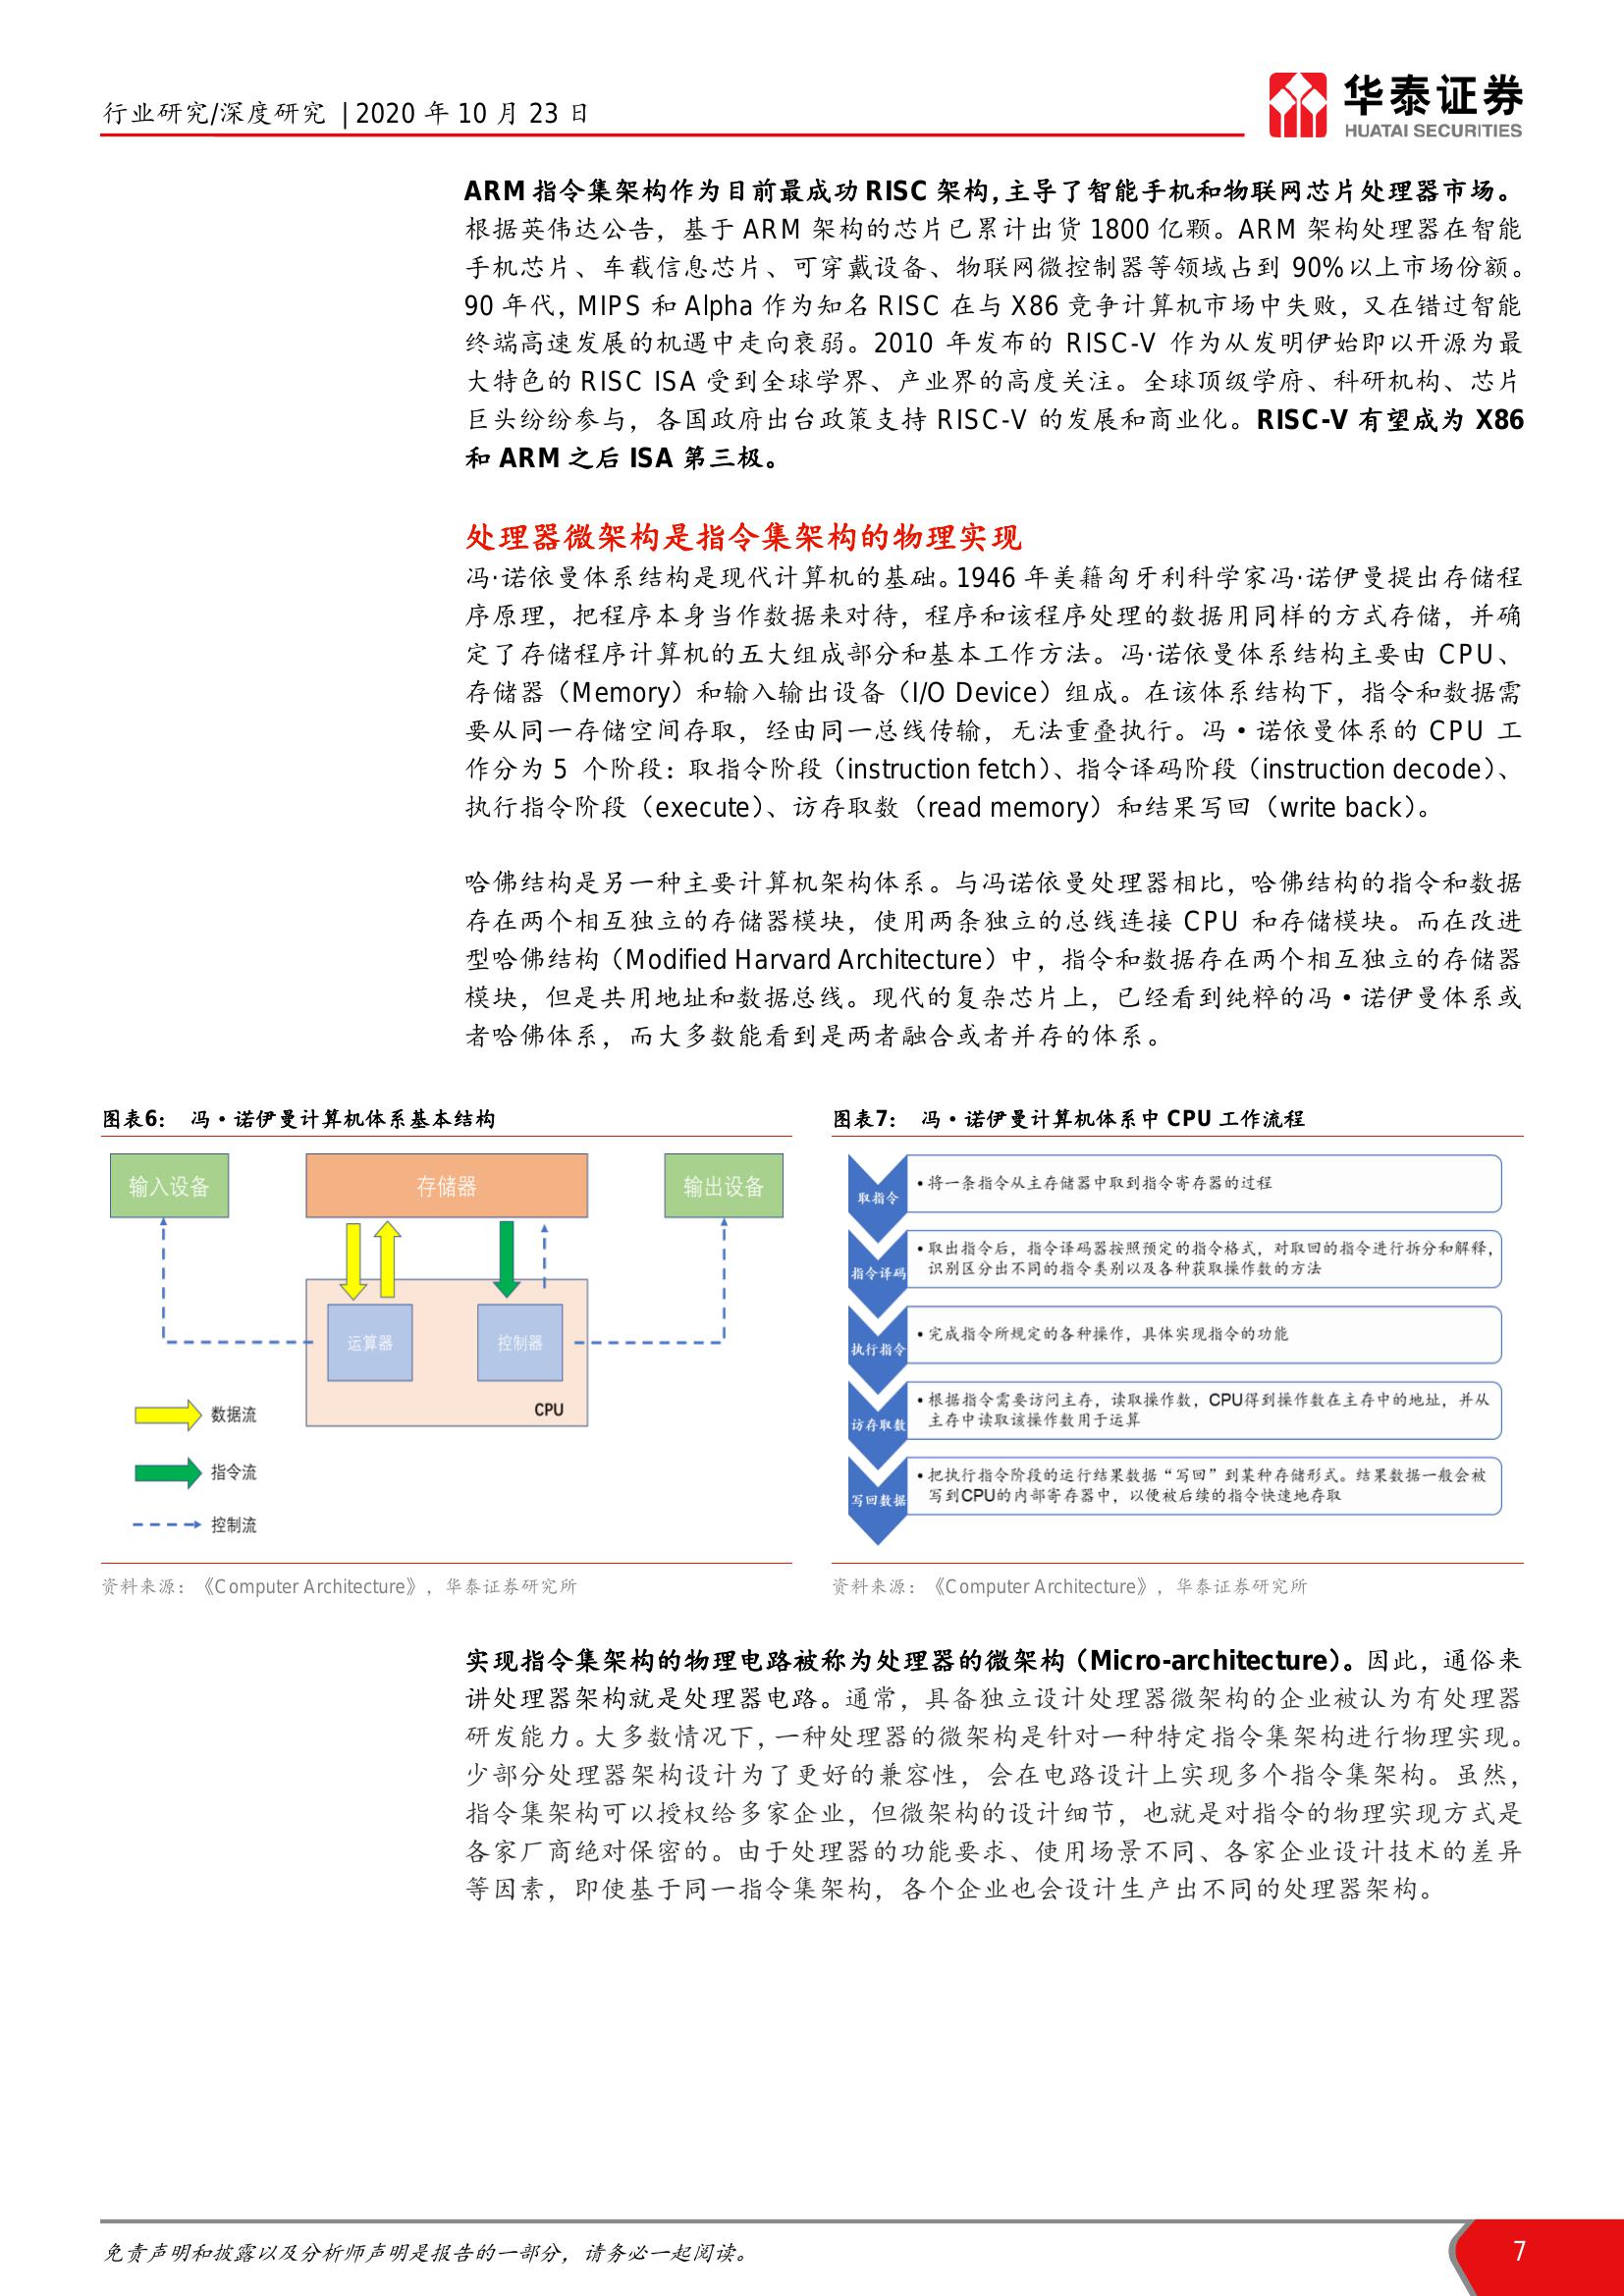 行业研究/深度研究 | 2020 年 10 月 23 日
华泰证券
HUATAI SECURITIES
ARM 指令集架构作为目前最成功 RISC 架构,主导了智能手机和物联网芯片处理器市场。
根据英伟达公告，基于 ARM 架构的芯片已累计出货 1800 亿颗。ARM 架构处理器在智能
手机芯片、车载信息芯片、可穿戴设备、物联网微控制器等领域占到 90%以上市场份额。
90 年代，MIPS 和 Alpha 作为知名 RISC 在与 X86 竞争计算机市场中失败，又在错过智能
终端高速发展的机遇中走向衰弱。2010 年发布的 RISC-V 作为从发明伊始即以开源为最
大特色的 RISC ISA 受到全球学界、产业界的高度关注。全球顶级学府、科研机构、芯片
巨头纷纷参与，各国政府出台政策支持 RISC-V 的发展和商业化。RISC-V 有望成为 X86
和 ARM 之后 ISA 第三极。
处理器微架构是指令集架构的物理实现
冯·诺依曼体系结构是现代计算机的基础。1946 年美籍匈牙利科学家冯·诺伊曼提出存储程
序原理，把程序本身当作数据来对待，程序和该程序处理的数据用同样的方式存储，并确
定了存储程序计算机的五大组成部分和基本工作方法。冯·诺依曼体系结构主要由 CPU、
存储器（Memory）和输入输出设备（I/O Device）组成。在该体系结构下，指令和数据需
要从同一存储空间存取，经由同一总线传输，无法重叠执行。冯·诺依曼体系的 CPU 工
作分为 5 个阶段：取指令阶段（instruction fetch）、指令译码阶段（instruction decode）、
执行指令阶段（execute）、访存取数（read memory）和结果写回（write back）。
哈佛结构是另一种主要计算机架构体系。与冯诺依曼处理器相比，哈佛结构的指令和数据
存在两个相互独立的存储器模块，使用两条独立的总线连接 CPU 和存储模块。而在改进
型哈佛结构（Modified Harvard Architecture）中，指令和数据存在两个相互独立的存储器
模块，但是共用地址和数据总线。现代的复杂芯片上，已经看到纯粹的冯·诺伊曼体系或
者哈佛体系，而大多数能看到是两者融合或者并存的体系。
图表6： 冯·诺伊曼计算机体系基本结构
输入设备
存储器
输出设备
运算器
控制器
CPU
数据流
指令流
控制流
资料来源：《Computer Architecture》，华泰证券研究所
图表7： 冯·诺伊曼计算机体系中 CPU 工作流程
取指令
•将一条指令从主存储器中取到指令寄存器的过程
指令译码
•取出指令后，指令译码器按照预定的指令格式，对取回的指令进行拆分和解释，
识别区分出不同的指令类别以及各种获取操作数的方法
执行指令
•完成指令所规定的各种操作，具体实现指令的功能
访存取数
•根据指令需要访问主存，读取操作数，CPU得到操作数在主存中的地址，并从
主存中读取该操作数用于运算
写回数据
•把执行指令阶段的运行结果数据“写回”到某种存储形式。结果数据一般会被
写到CPU的内部寄存器中，以便被后续的指令快速地存取
资料来源：《Computer Architecture》，华泰证券研究所
实现指令集架构的物理电路被称为处理器的微架构（Micro-architecture）。因此，通俗来
讲处理器架构就是处理器电路。通常，具备独立设计处理器微架构的企业被认为有处理器
研发能力。大多数情况下，一种处理器的微架构是针对一种特定指令集架构进行物理实现。
少部分处理器架构设计为了更好的兼容性，会在电路设计上实现多个指令集架构。虽然，
指令集架构可以授权给多家企业，但微架构的设计细节，也就是对指令的物理实现方式是
各家厂商绝对保密的。由于处理器的功能要求、使用场景不同、各家企业设计技术的差异
等因素，即使基于同一指令集架构，各个企业也会设计生产出不同的处理器架构。
免责声明和披露以及分析师声明是报告的一部分，请务必一起阅读。
7